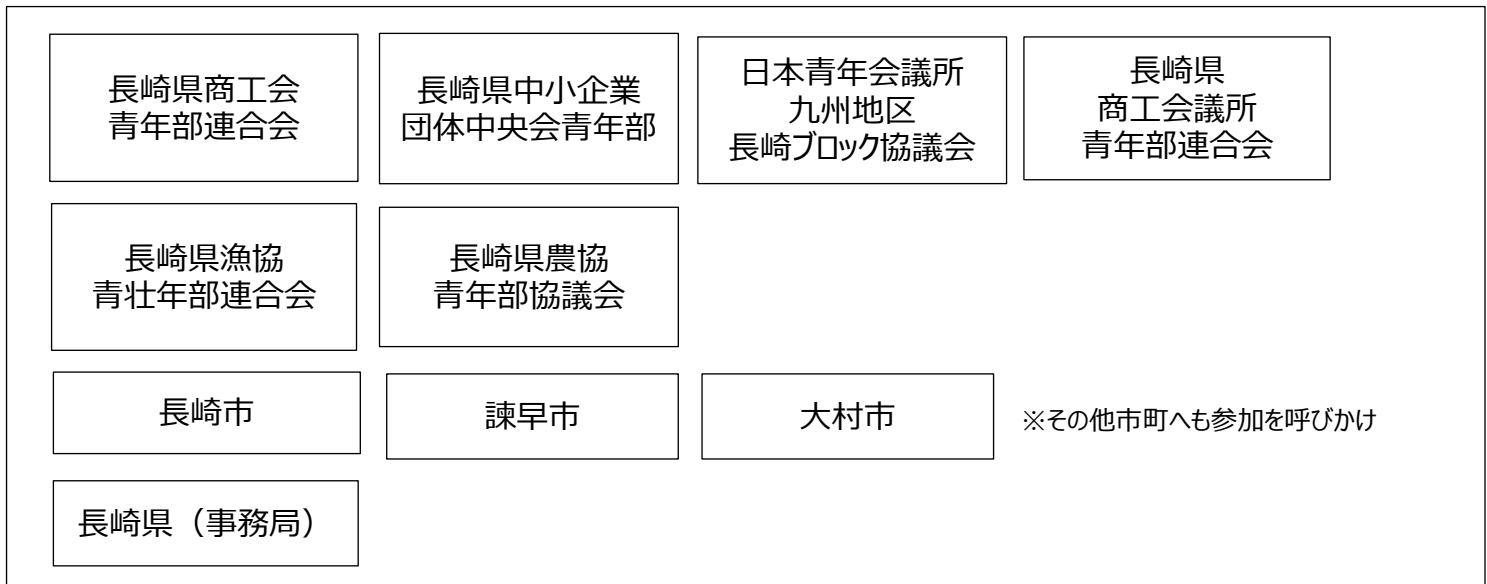 長崎県商工会
青年部連合会
長崎県中小企業
団体中央会青年部
日本青年会議所
九州地区
長崎ブロック協議会
長崎県
商工会議所
青年部連合会
長崎県漁協
青壮年部連合会
長崎県農協
青年部協議会
長崎市
諫早市
大村市
※その他市町へも参加を呼びかけ
長崎県（事務局）